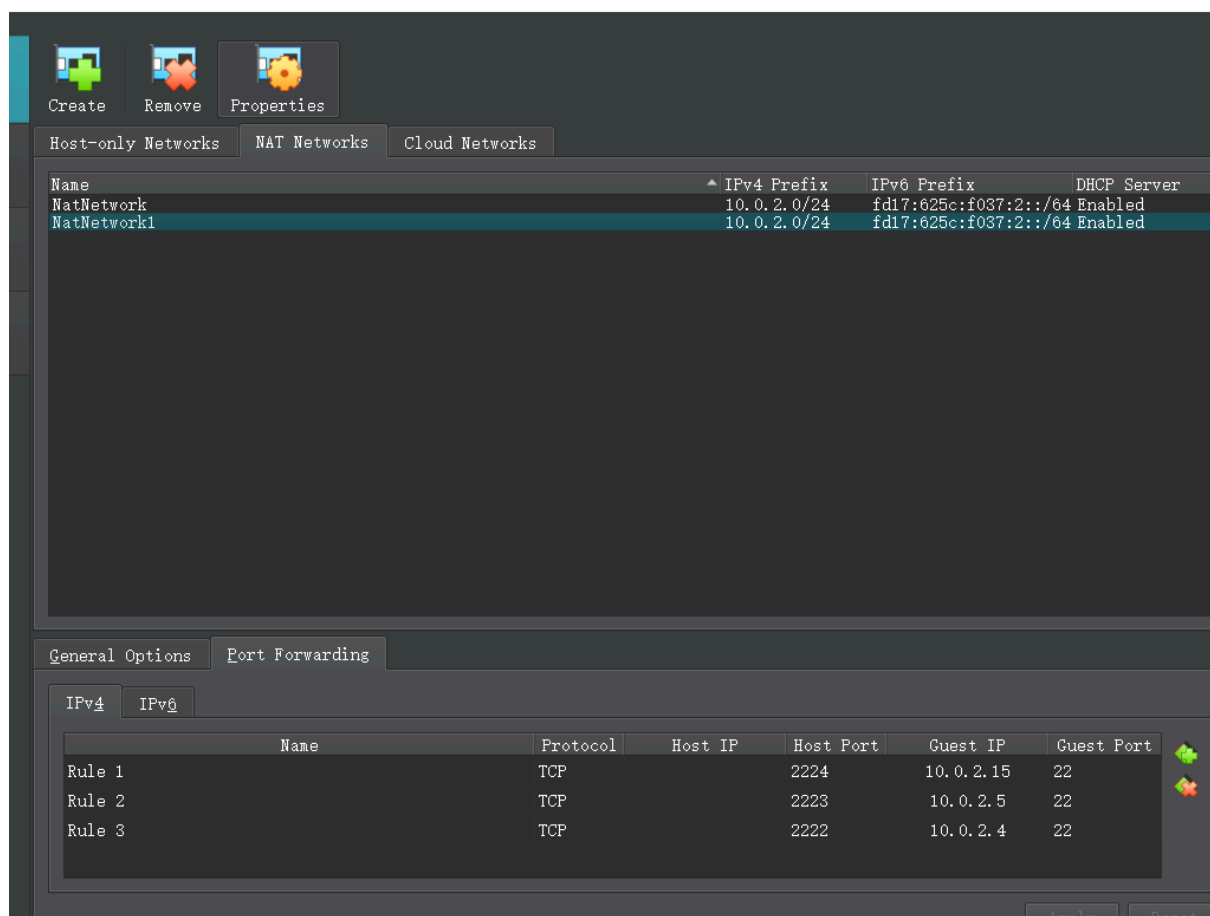 Create Remove Properties
Host-only Networks NAT Networks Cloud Networks
Name IPv4 Prefix IPv6 Prefix DHCP Server
NatNetwork 10.0.2.0/24 fd17:625c:f037:2::/64 Enabled
NatNetwork1 10.0.2.0/24 fd17:625c:f037:2::/64 Enabled
General Options Port Forwarding
IPv4 IPv6
Name Protocol Host IP Host Port Guest IP Guest Port
Rule 1 TCP 2224 10.0.2.15 22
Rule 2 TCP 2223 10.0.2.5 22
Rule 3 TCP 2222 10.0.2.4 22